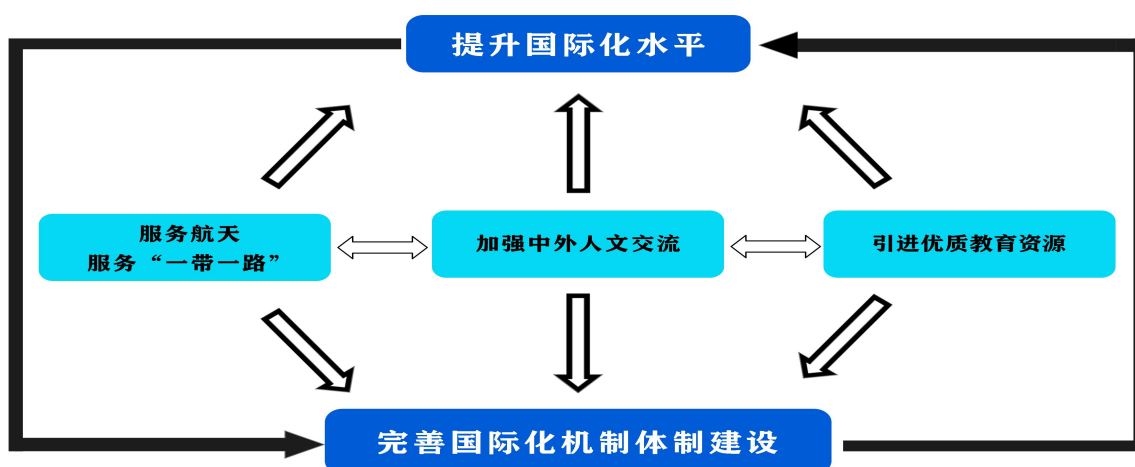 提升国际化水平
服务航天
服务“一带一路”
加强中外人文交流
引进优质教育资源
完善国际化机制体制建设